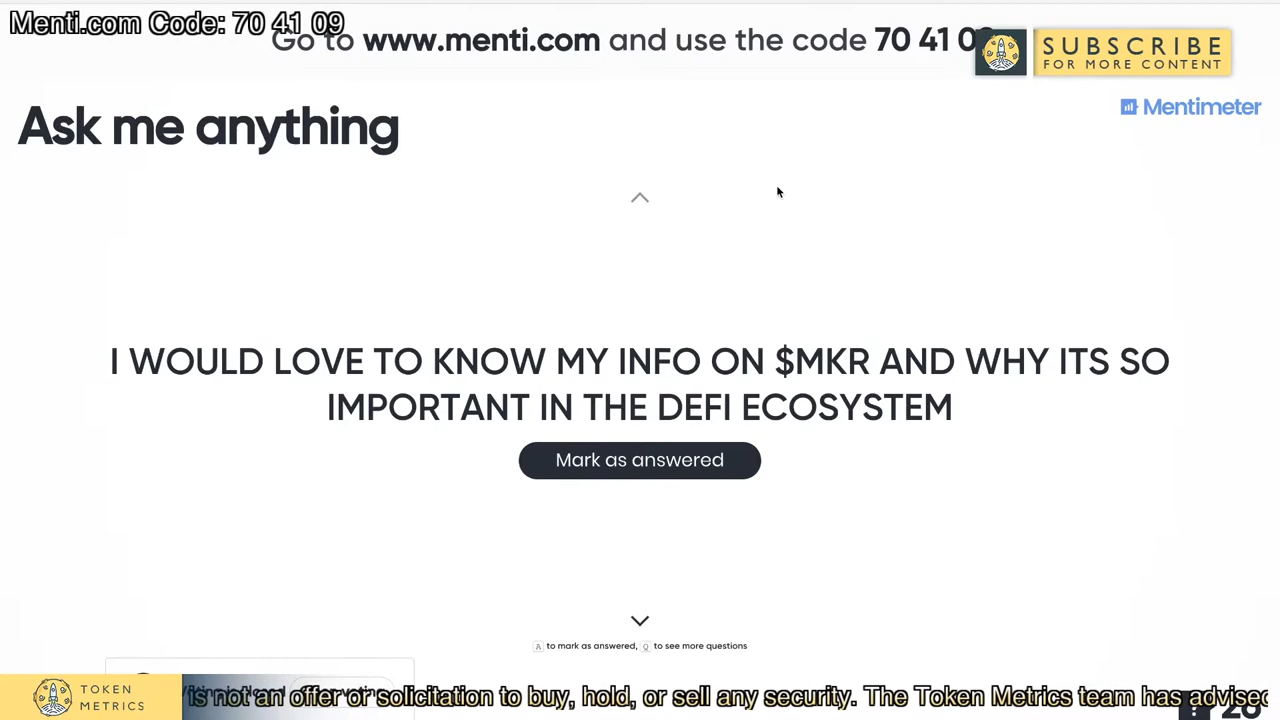 Menti.com Code: 70 41 09
Go to www.menti.com and use the code 70 41 0
SUBSCRIBE
FOR MORE CONTENT
Mentimeter
Ask me anything
I WOULD LOVE TO KNOW MY INFO ON $MKR AND WHY ITS SO
IMPORTANT IN THE DEFI ECOSYSTEM
Mark as answered
A to mark as answered, Q to see more questions
TOKEN
METRICS
is not an offer or solicitation to buy, hold, or sell any security. The Token Metrics team has advised